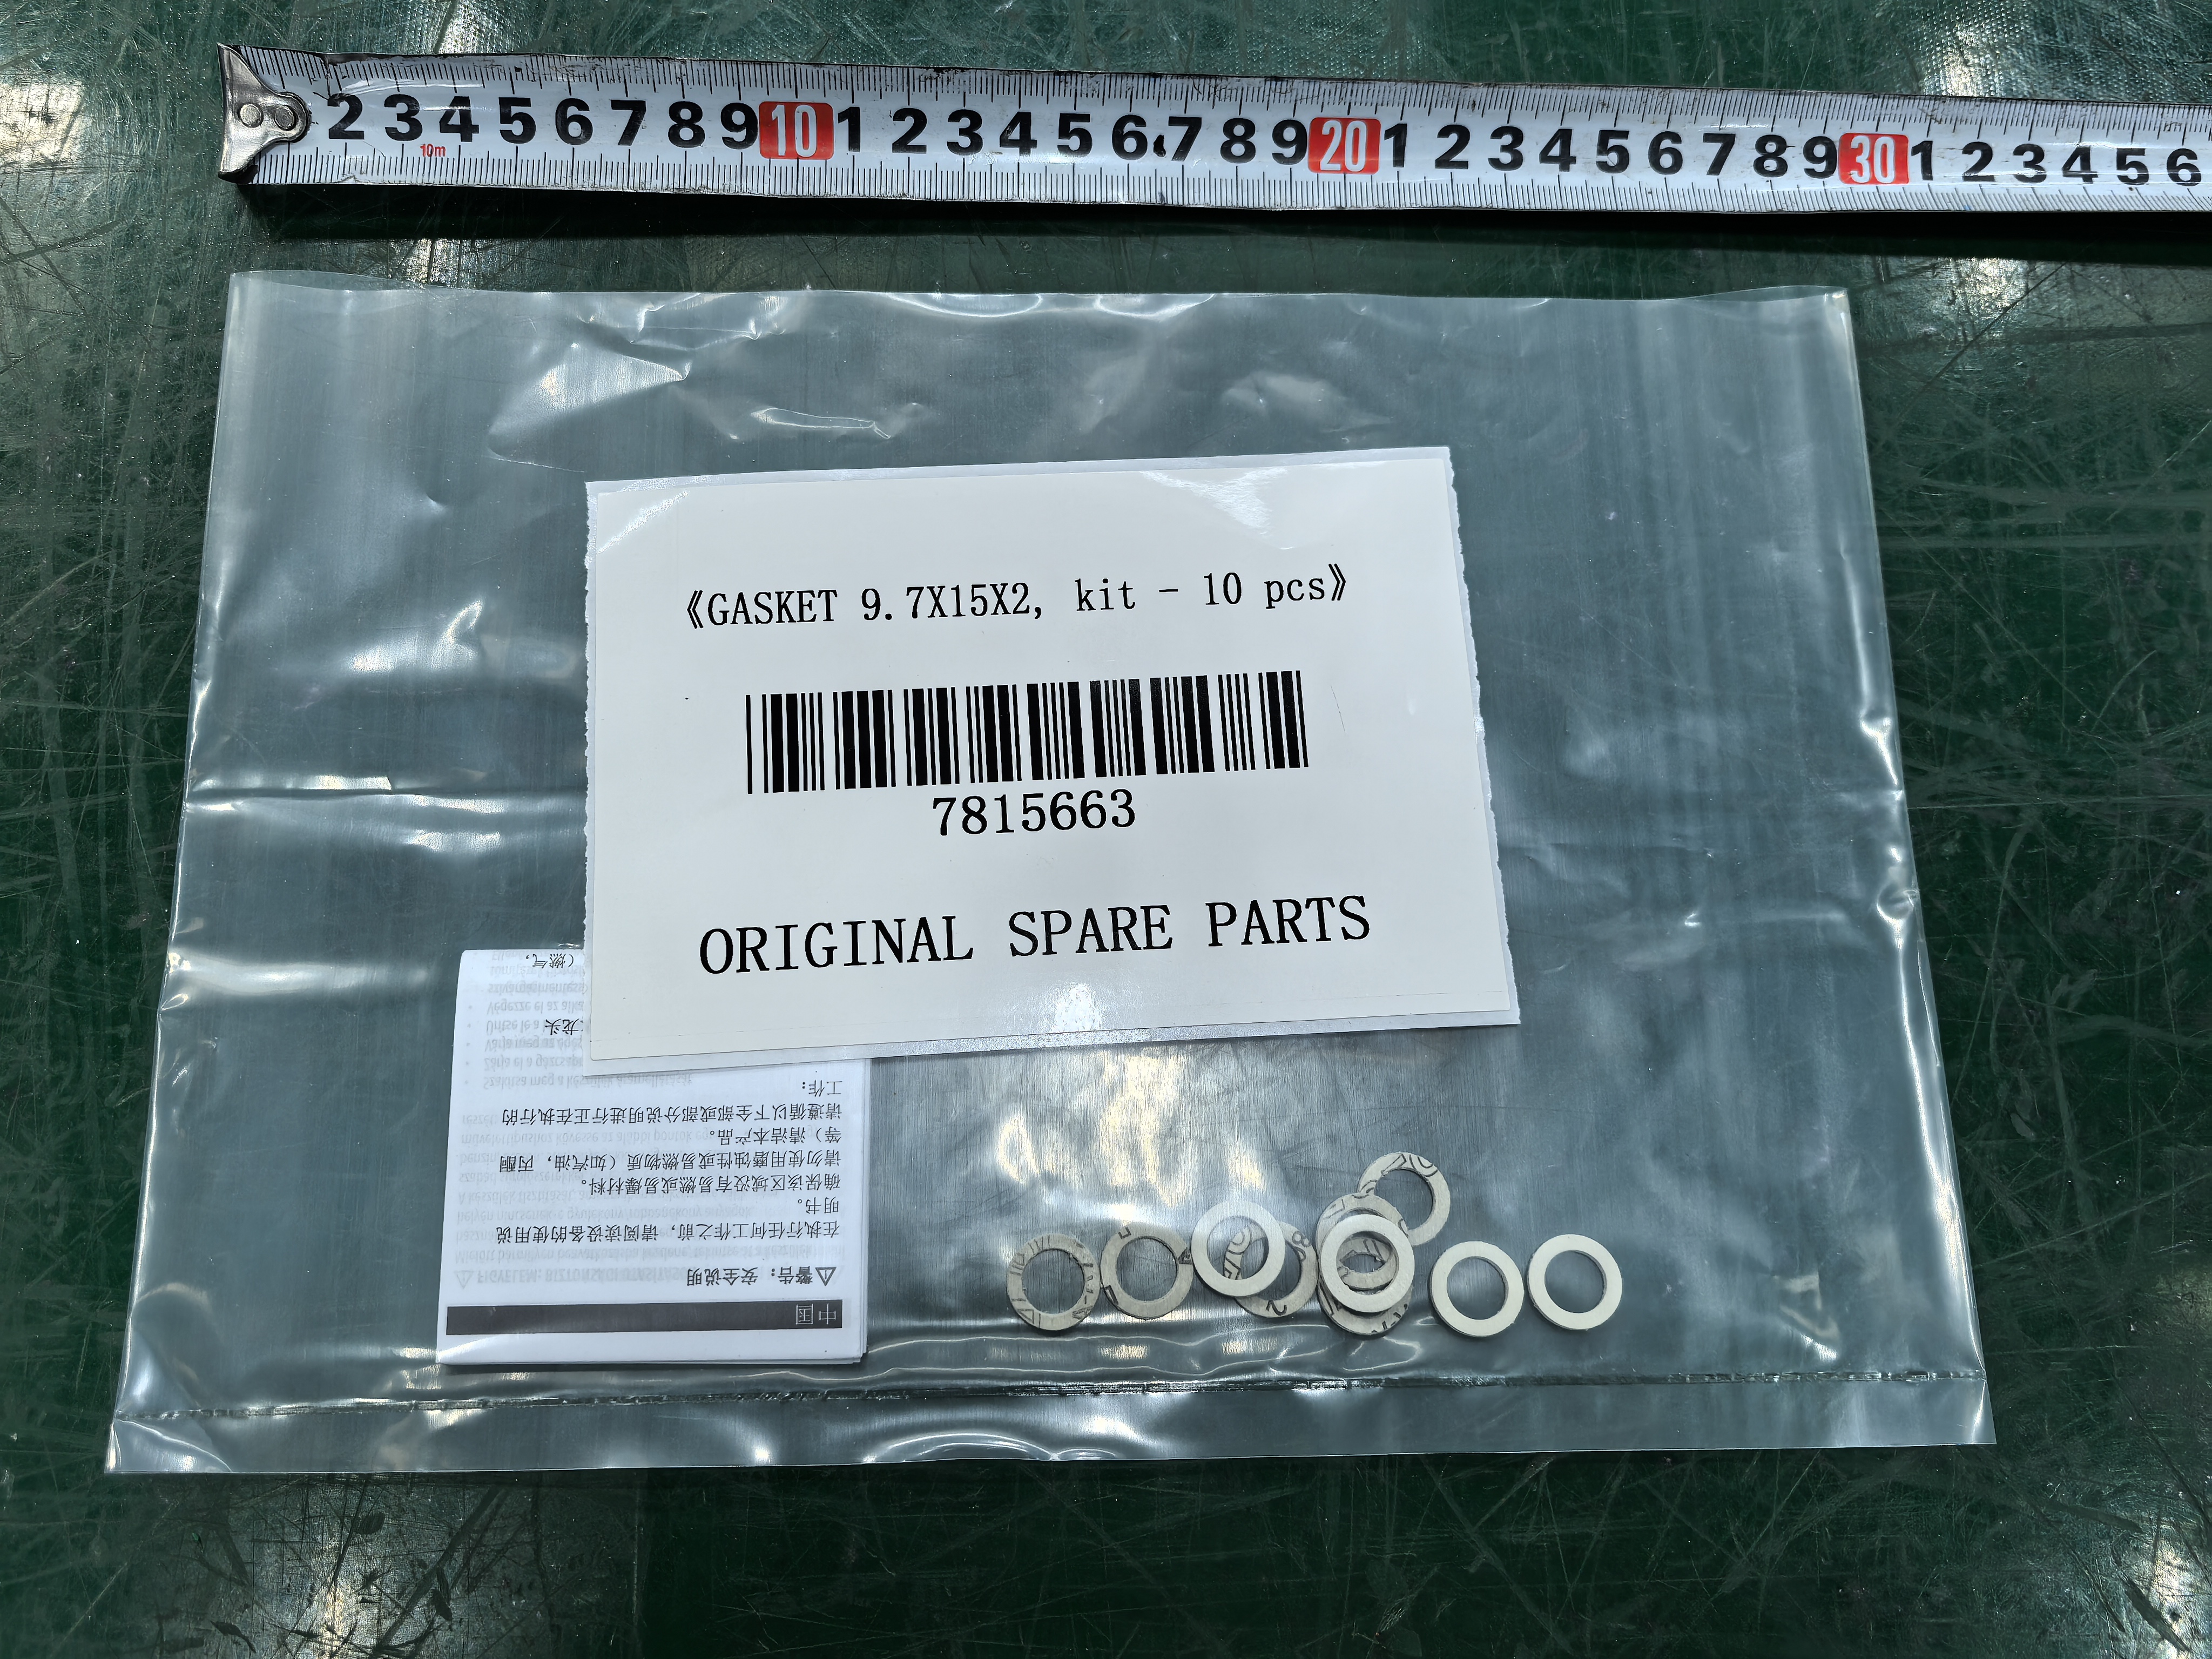 2 3 4 5 6 7 8 9 10 1 2 3 4 5 6 7 8 9 20 1 2 3 4 5 6 7 8 9 30 1 2 3 4 5 6
10m
《GASKET 9.7X15X2, kit - 10 pcs》
7815663
ORIGINAL SPARE PARTS
中国
警告：安全说明
在执行任何工作之前，请阅读设备的使用说
明书。
确保该区域没有易燃或易爆材料。
请勿使用磨蚀性或易燃物质（如汽油，丙酮
等）清洁本产品。
请遵循以下全部或部分说明进行正在执行的
工作：
龙头
（燃气，